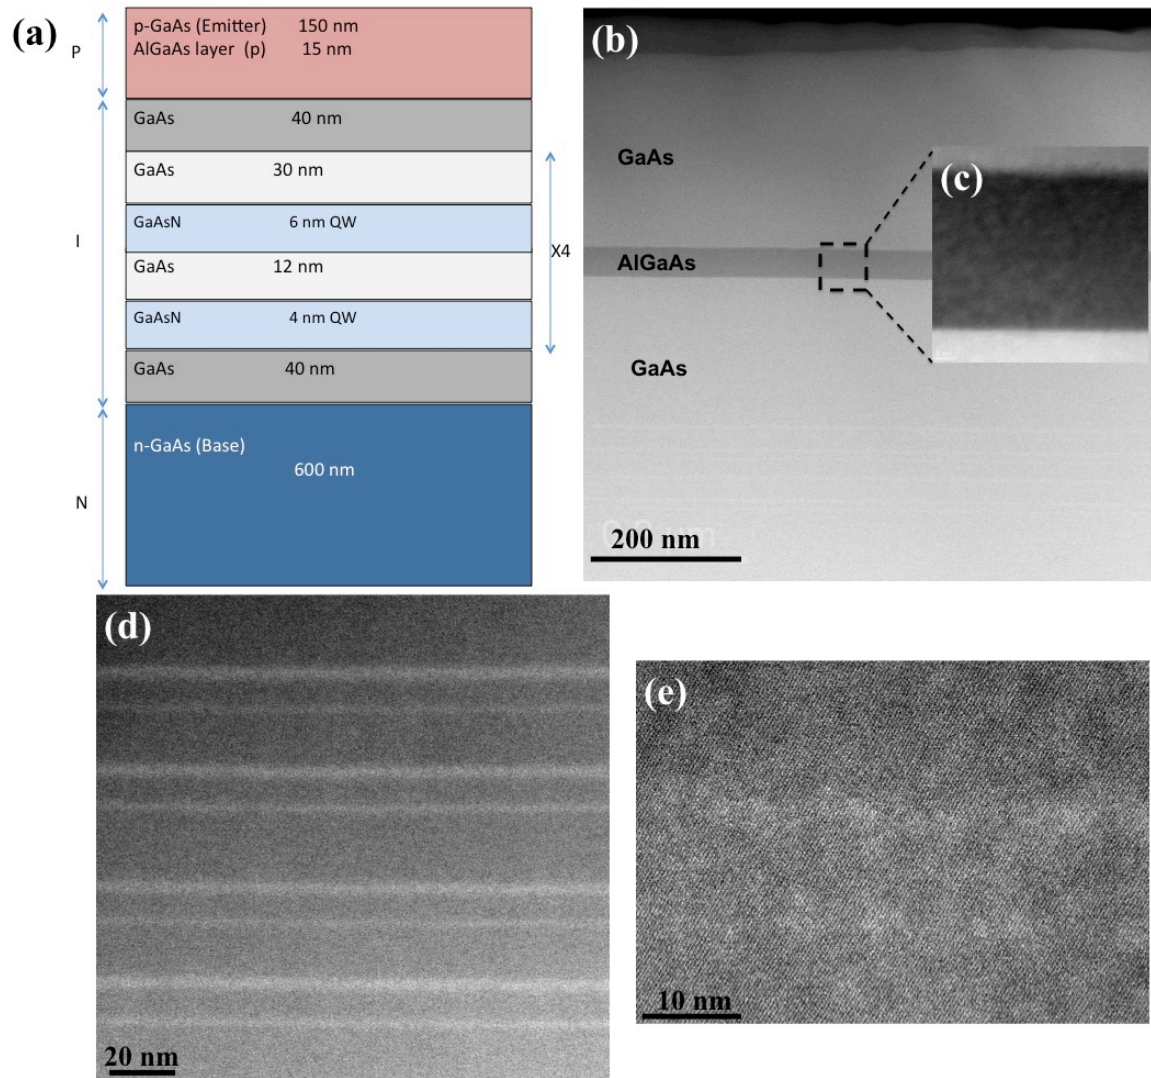 (a)
P
p-GaAs (Emitter) 150 nm
AlGaAs layer (p) 15 nm
GaAs 40 nm
GaAs 30 nm
I
GaAsN 6 nm QW
X4
GaAs 12 nm
GaAsN 4 nm QW
GaAs 40 nm
N
n-GaAs (Base)
600 nm
(b)
GaAs
(c)
AlGaAs
GaAs
200 nm
(d)
20 nm
(e)
10 nm